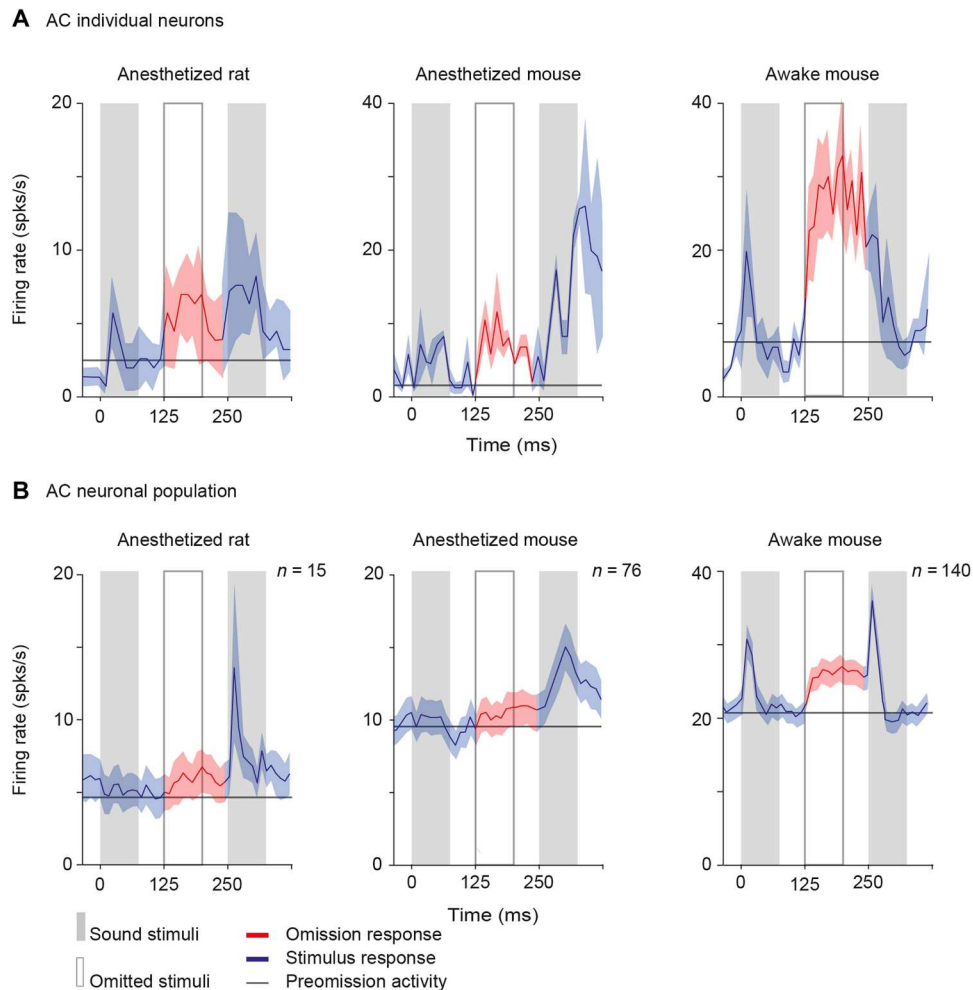 A AC individual neurons
Anesthetized rat
Anesthetized mouse
Awake mouse
Firing rate (spks/s)
20
10
0
0 125 250
40
20
0
0 125 250
40
30
20
10
0
0 125 250
Time (ms)
B AC neuronal population
Anesthetized rat
Anesthetized mouse
Awake mouse
n = 15
n = 76
n = 140
Firing rate (spks/s)
20
10
0
0 125 250
20
10
0
0 125 250
40
20
0
0 125 250
Time (ms)
Sound stimuli
Omitted stimuli
Omission response
Stimulus response
Preomission activity